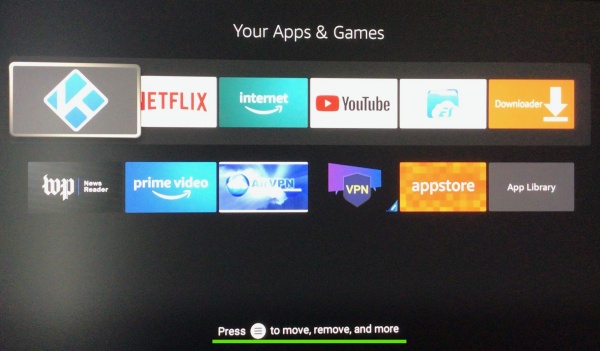 Your Apps & Games
NETFLIX
internet
YouTube
Downloader
wp
News
Reader
prime video
VPN
appstore
App Library
Press to move, remove, and more